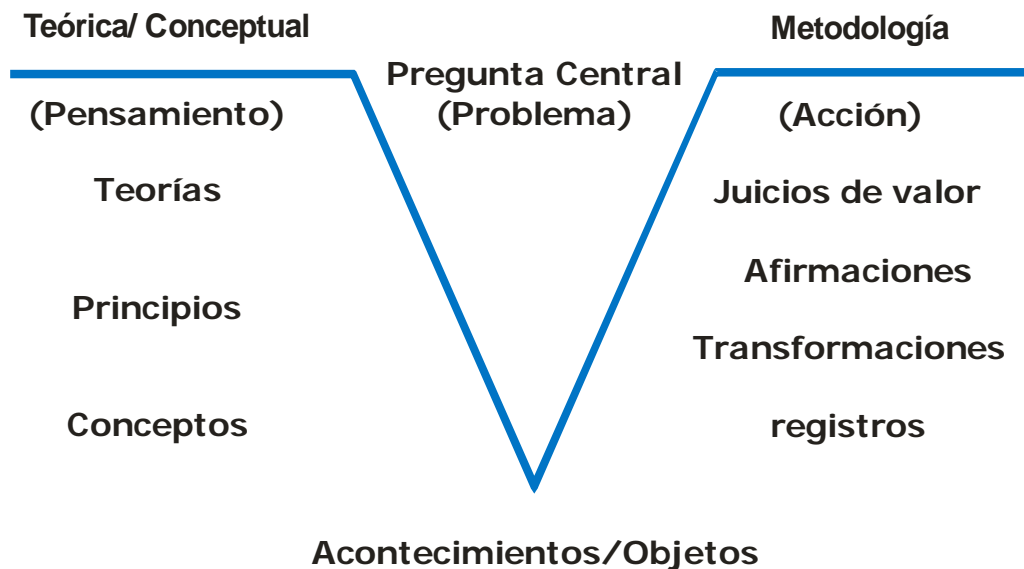 Teórica/ Conceptual
Metodología
Pregunta Central
(Problema)
(Pensamiento)
(Acción)
Teorías
Juicios de valor
Afirmaciones
Principios
Transformaciones
Conceptos
registros
Acontecimientos/Objetos